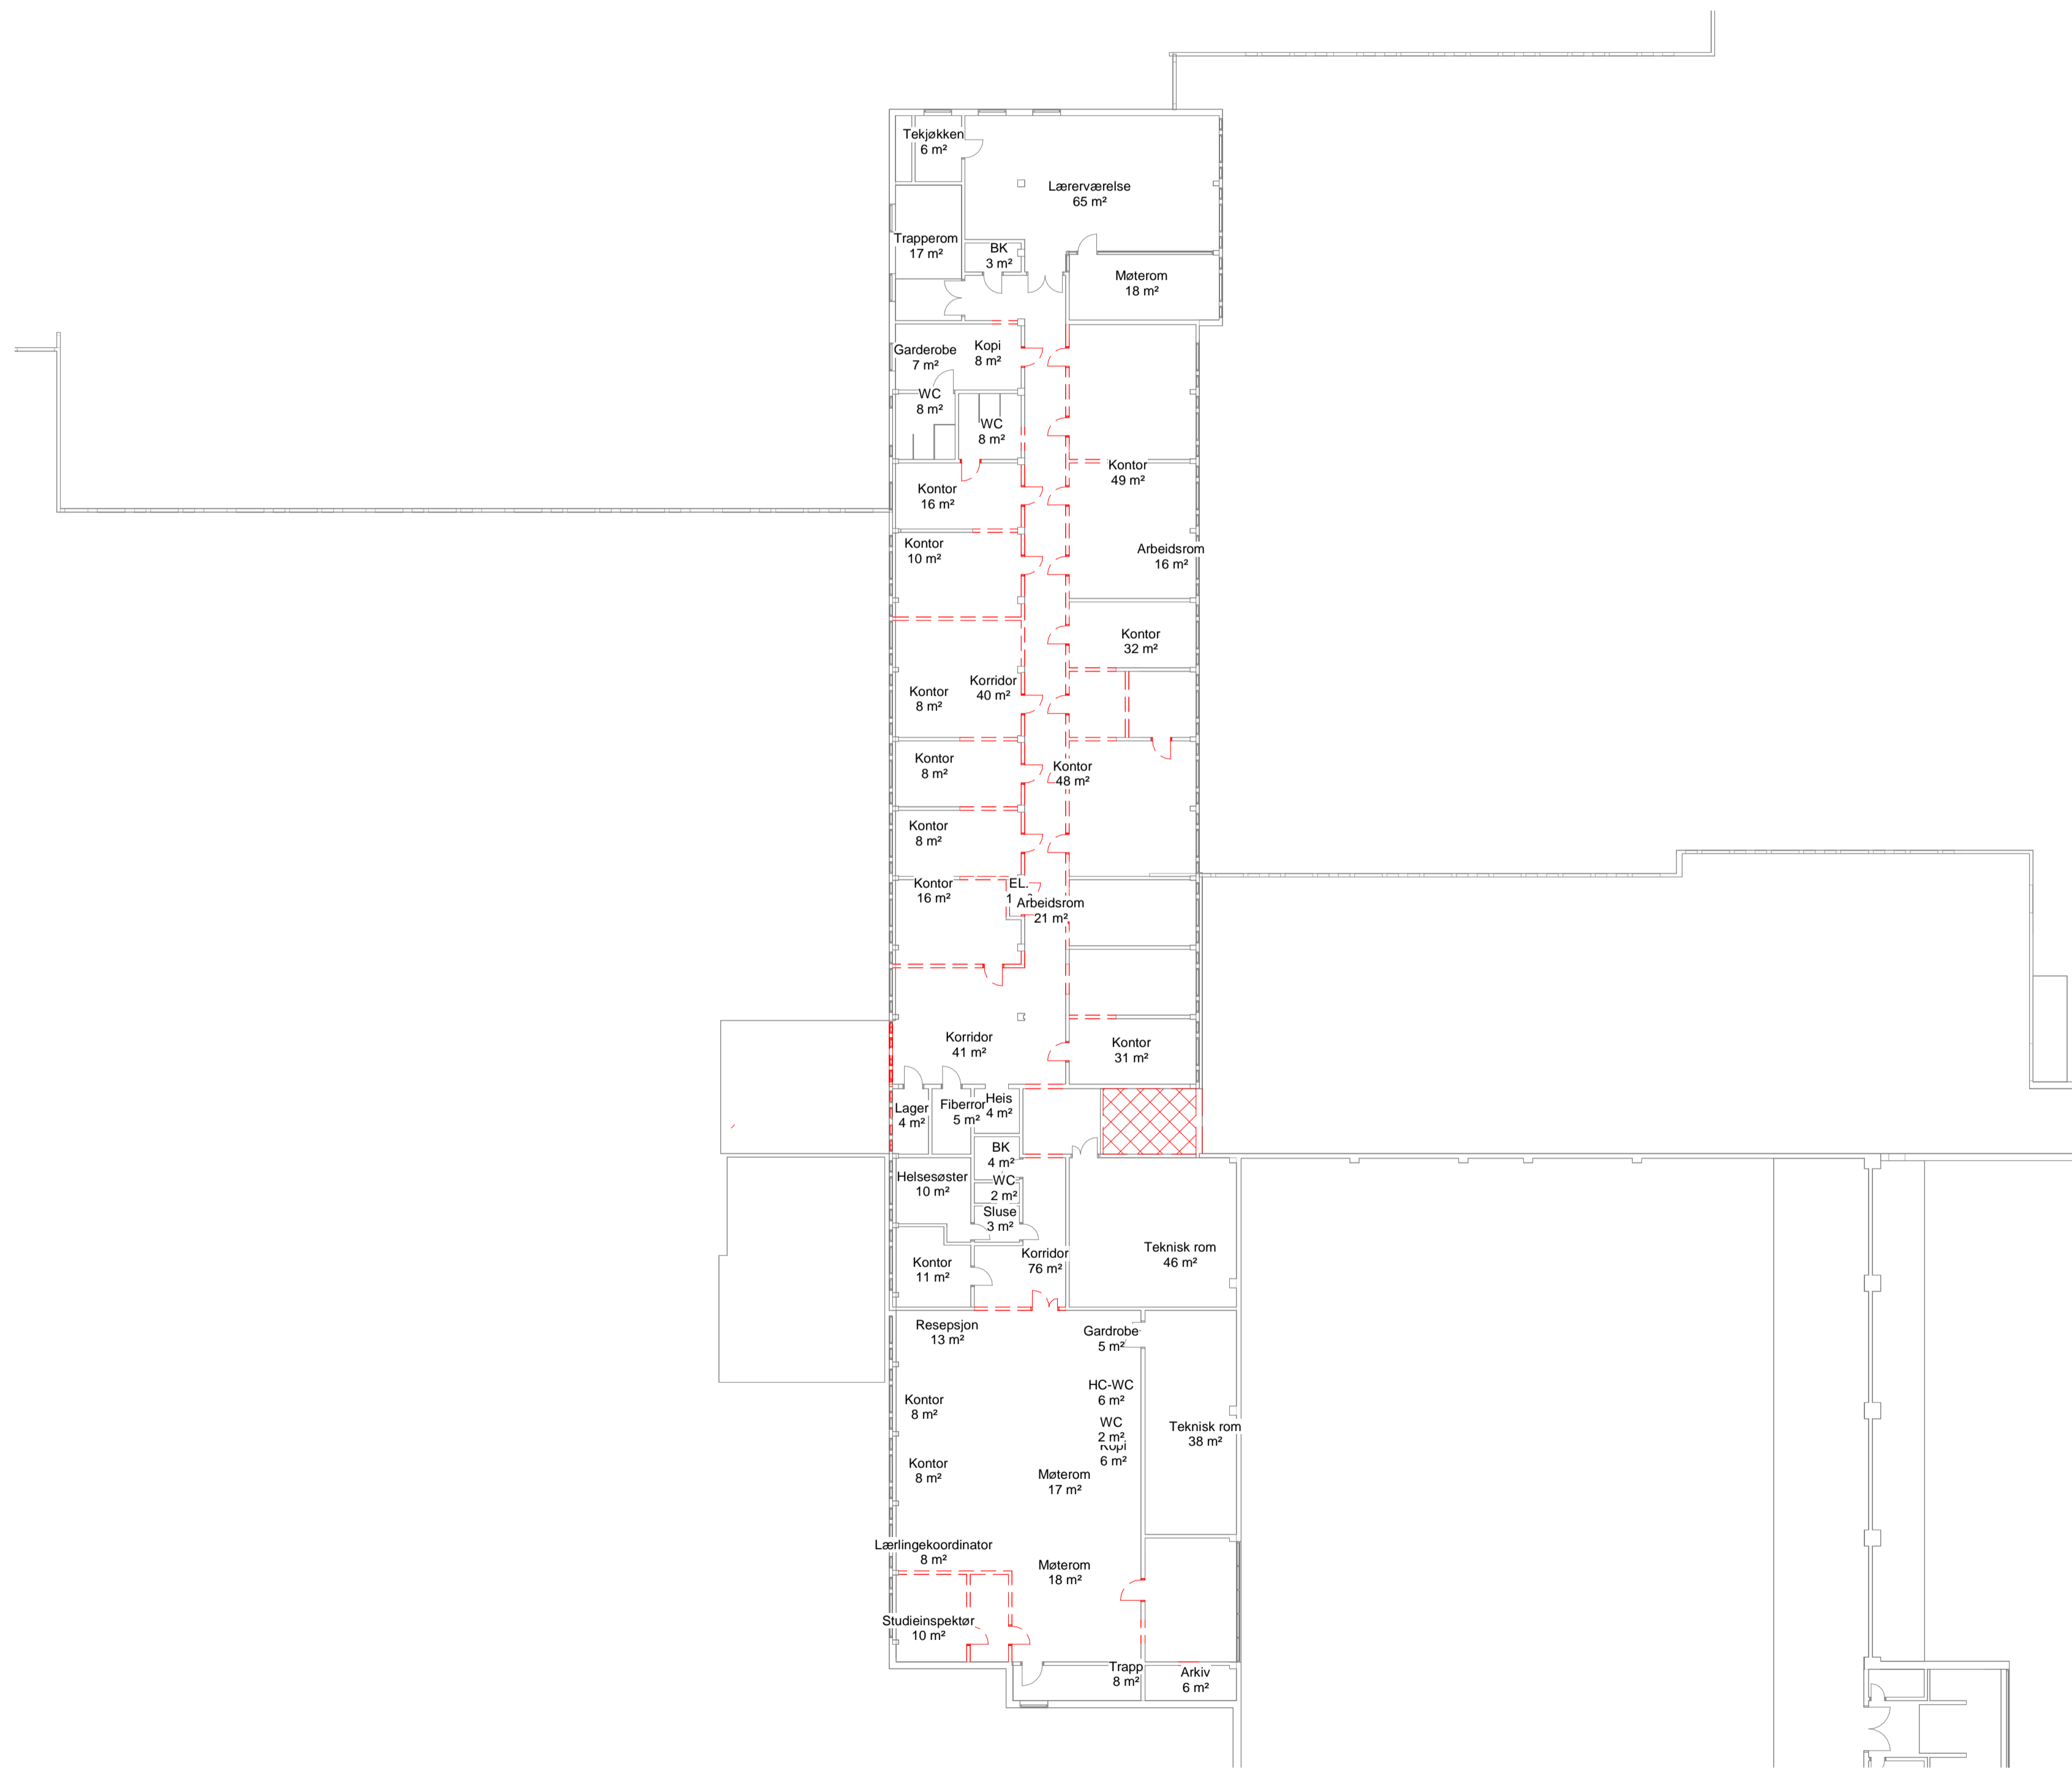 Tekjøkken
6 m²
Lærerværelse
65 m²
Trapperom
17 m²
BK
3 m²
Møterom
18 m²
Garderobe
7 m²
Kopi
8 m²
WC
8 m²
WC
8 m²
Kontor
49 m²
Kontor
16 m²
Kontor
10 m²
Arbeidsrom
16 m²
Kontor
32 m²
Korridor
40 m²
Kontor
8 m²
Kontor
8 m²
Kontor
48 m²
Kontor
8 m²
Kontor
16 m²
EL.
1
Arbeidsrom
21 m²
Korridor
41 m²
Kontor
31 m²
Lager
4 m²
Fiberror
5 m²
Heis
4 m²
BK
4 m²
WC
2 m²
Helsesøster
10 m²
Sluse
3 m²
Korridor
76 m²
Teknisk rom
46 m²
Kontor
11 m²
Resepsjon
13 m²
Gardrobe
5 m²
Kontor
8 m²
HC-WC
6 m²
WC
2 m²
Kopi
6 m²
Teknisk rom
38 m²
Kontor
8 m²
Møterom
17 m²
Lærlingekoordinator
8 m²
Møterom
18 m²
Studieinspektør
10 m²
Trapp
8 m²
Arkiv
6 m²